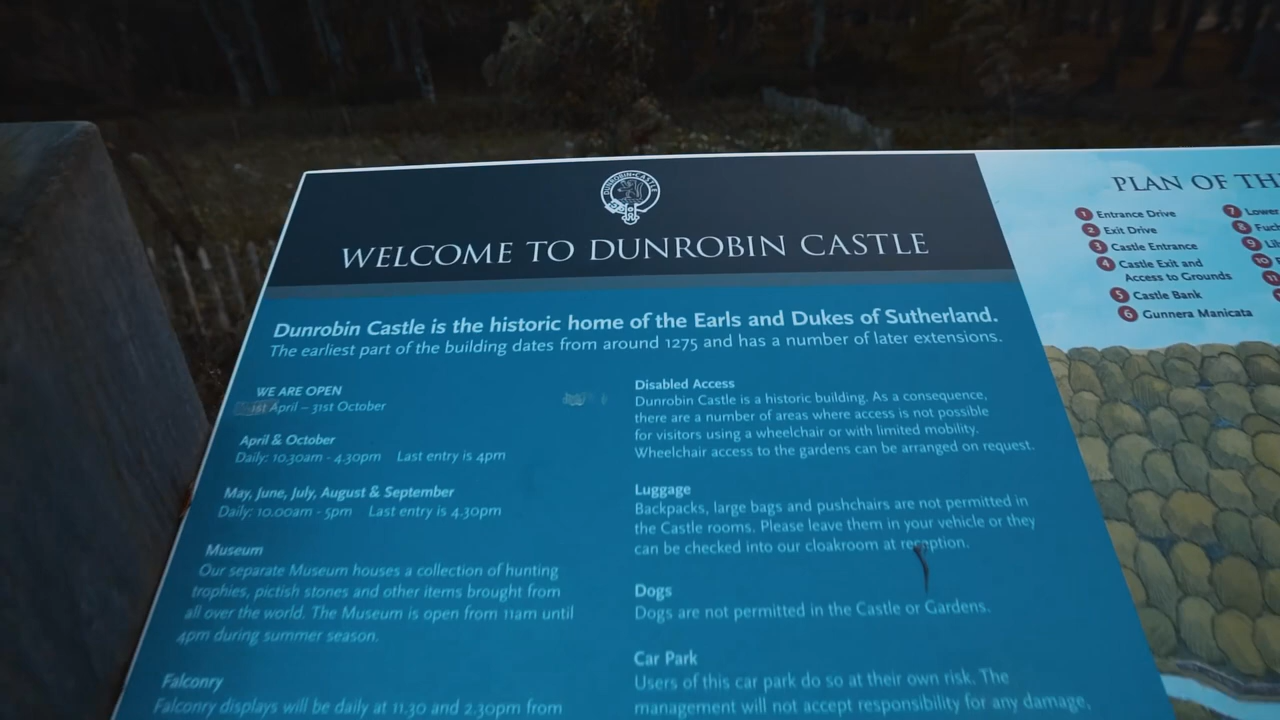 DUNROBIN CASTLE
WELCOME TO DUNROBIN CASTLE
Dunrobin Castle is the historic home of the Earls and Dukes of Sutherland.
The earliest part of the building dates from around 1275 and has a number of later extensions.
WE ARE OPEN
1st April – 31st October
April & October
Daily: 10.30am - 4.30pm Last entry is 4pm
May, June, July, August & September
Daily: 10.00am - 5pm Last entry is 4.30pm
Museum
Our separate Museum houses a collection of hunting
trophies, pictish stones and other items brought from
all over the world. The Museum is open from 11am until
4pm during summer season.
Falconry
Falconry displays will be daily at 11.30 and 2.30pm from
Disabled Access
Dunrobin Castle is a historic building. As a consequence,
there are a number of areas where access is not possible
for visitors using a wheelchair or with limited mobility.
Wheelchair access to the gardens can be arranged on request.
Luggage
Backpacks, large bags and pushchairs are not permitted in
the Castle rooms. Please leave them in your vehicle or they
can be checked into our cloakroom at reception.
Dogs
Dogs are not permitted in the Castle or Gardens.
Car Park
Users of this car park do so at their own risk. The
management will not accept responsibility for any damage,
PLAN OF TH
1 Entrance Drive
2 Exit Drive
3 Castle Entrance
4 Castle Exit and
Access to Grounds
5 Castle Bank
6 Gunnera Manicata
7 Lower
8 Fuch
9 Lil
10
11